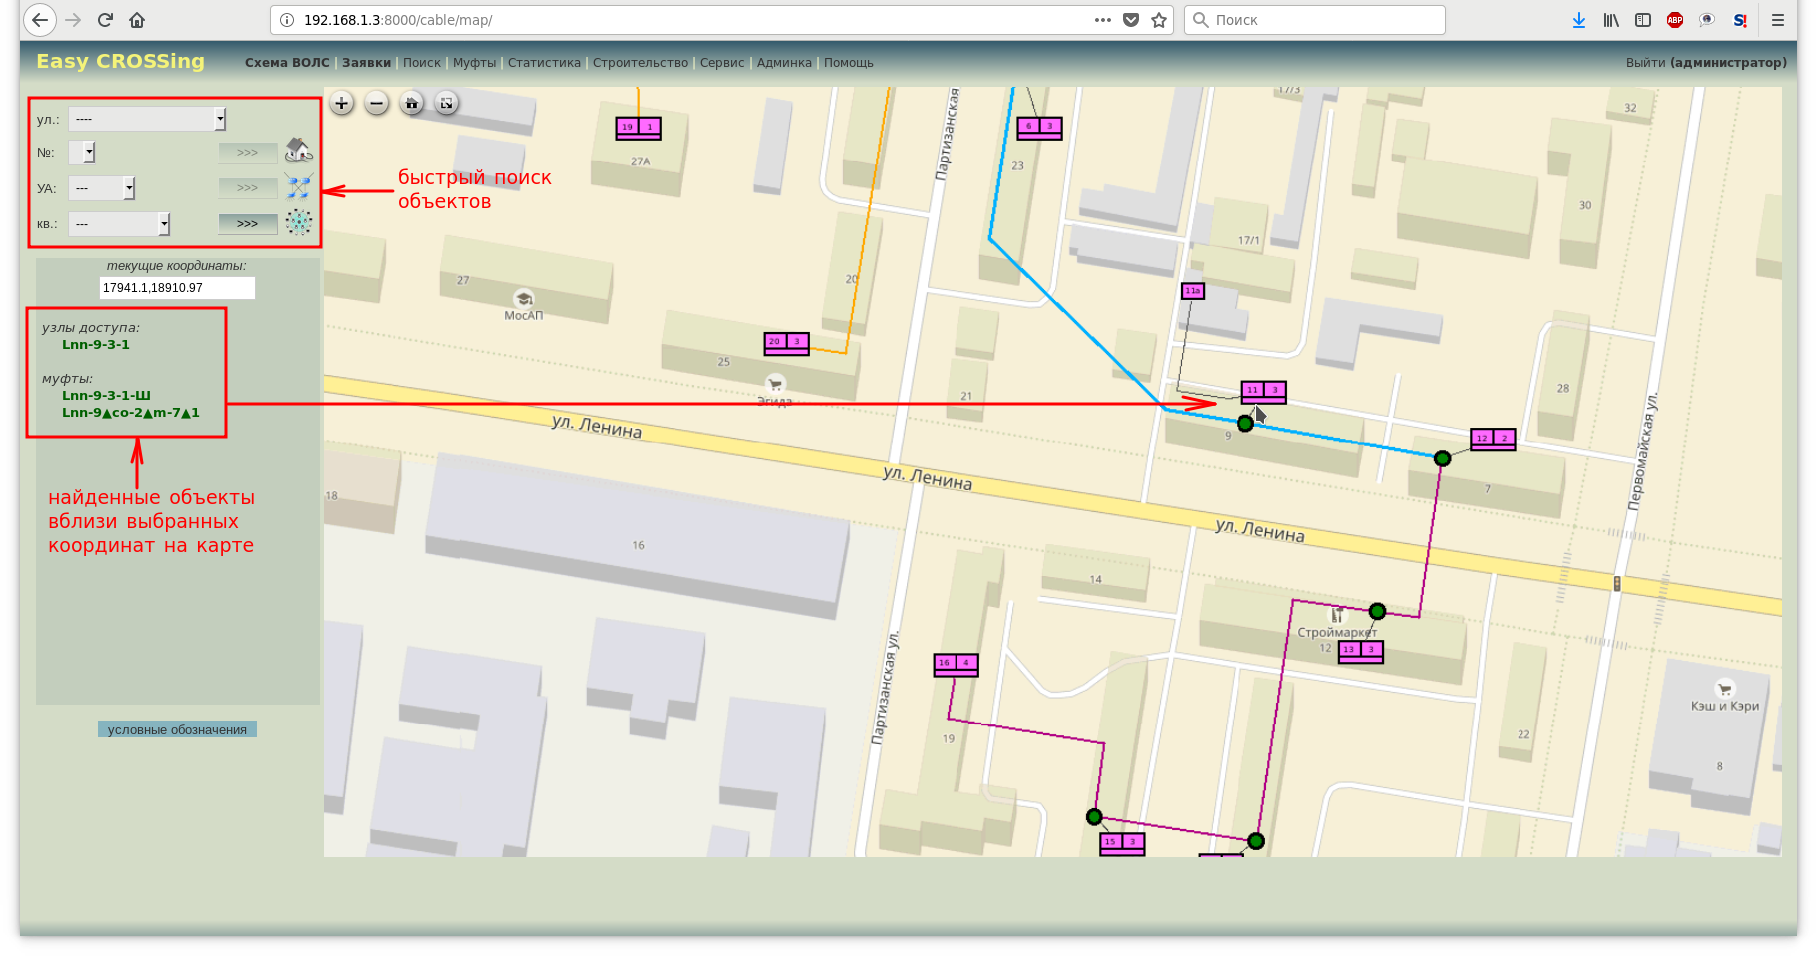 192.168.1.3:8000/cable/map/
Поиск
ABP
S!
Easy CROSSing
Схема ВОЛС | Заявки | Поиск | Муфты | Статистика | Строительство | Сервис | Админка | Помощь
Выйти (администратор)
ул.: ----
№: >>>
УА: --- >>>
кв.: --- >>>
быстрый поиск
объектов
текущие координаты:
17941.1,18910.97
узлы доступа:
Lnn-9-3-1
муфты:
Lnn-9-3-1-Ш
Lnn-9▲со-2▲m-7▲1
найденные объекты
вблизи выбранных
координат на карте
условные обозначения
17/3
32
19 1
6 3
27А
23
Партизанская
30
17/1
27
20
МосАП
11a
20 3
25
Эгида
21
11 3
28
ул. Ленина
9
12 2
Первомайская ул.
ул. Ленина
7
18
16
ул. Ленина
14
Строймаркет
12
13 3
16 4
Партизанская ул.
19
Кэш и Кэри
22
8
15 3